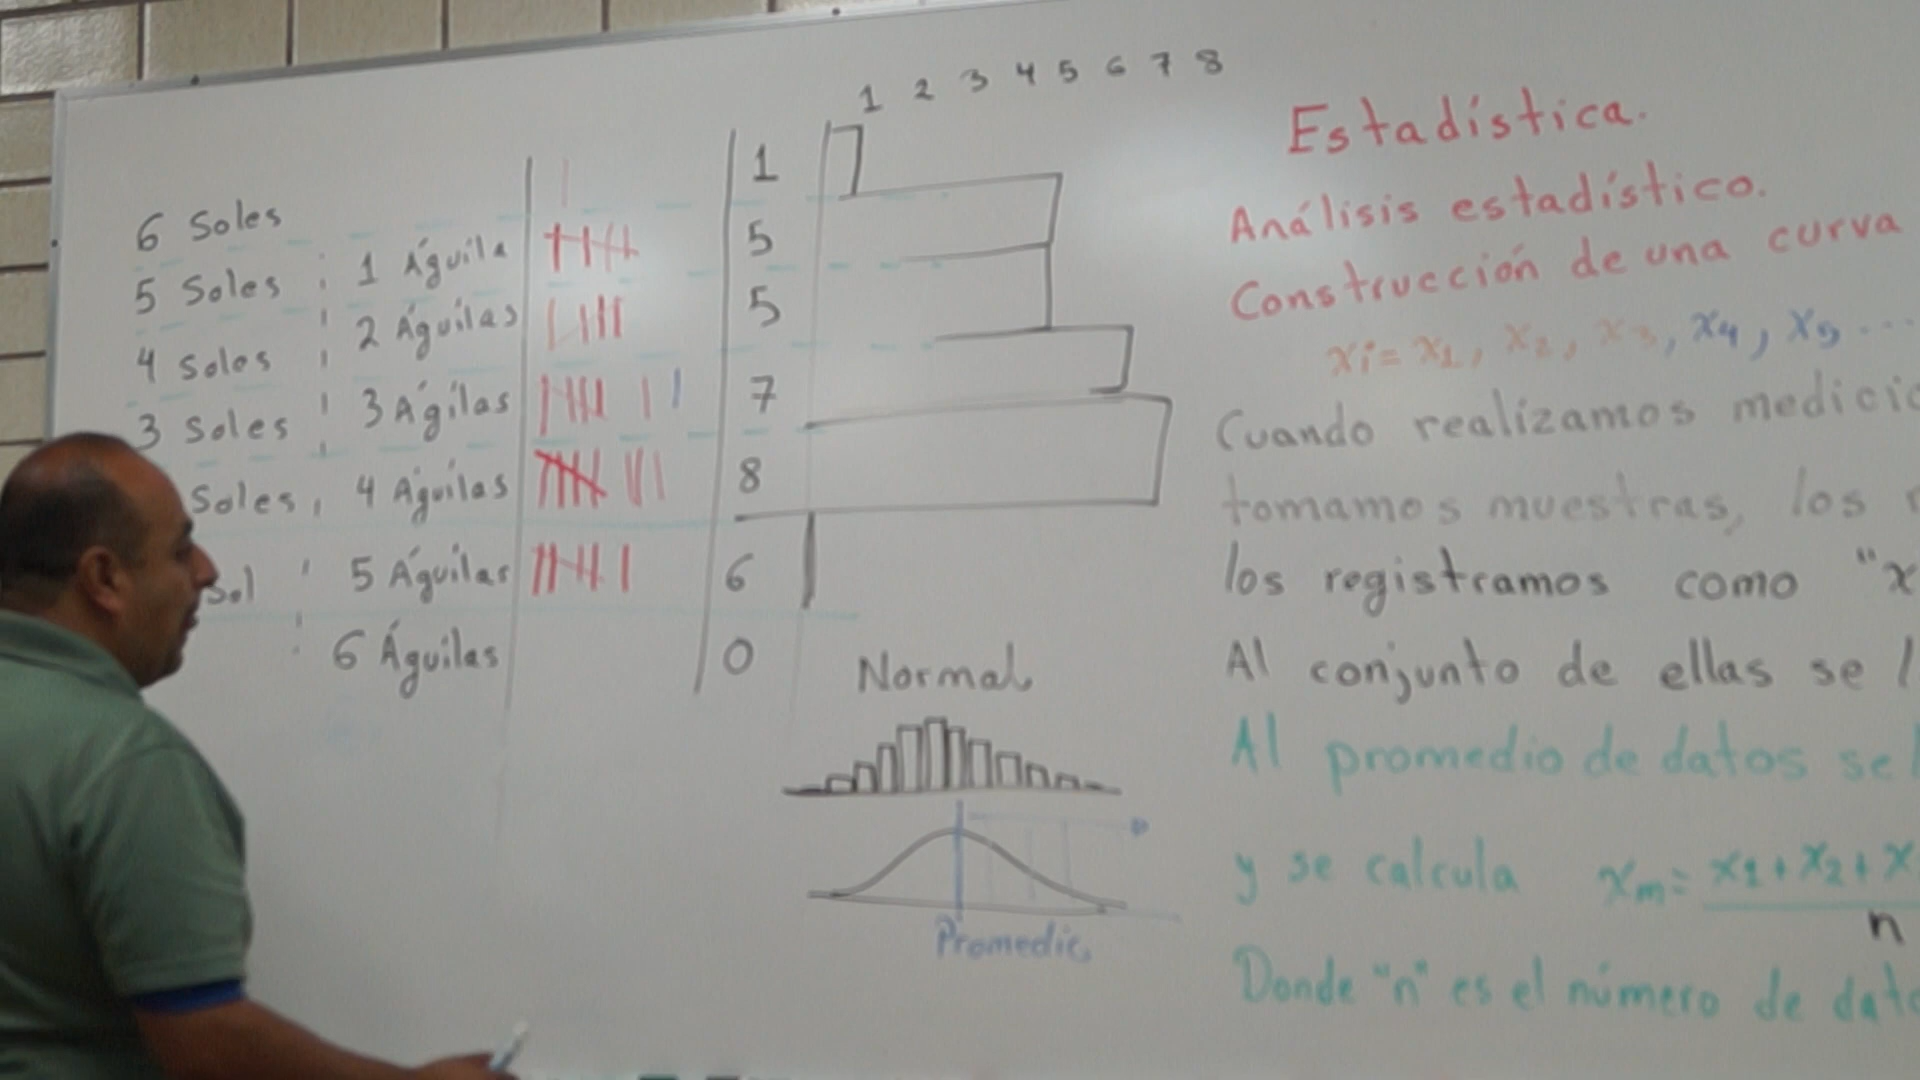 1 2 3 4 5 6 7 8
6 Soles 1
5 Soles ; 1 Águila 5
4 Soles ; 2 Águilas 5
3 Soles ; 3 Ágilas 7
Soles , 4 Águilas 8
Sol ; 5 Águilas 6
; 6 Águilas 0
Normal
Promedio
Estadística.
Análisis estadístico.
Construcción de una curva
xi= x1, x2, x3, x4, x5 ...
Cuando realizamos
tomamos muestras, los
los registramos como "x
Al conjunto de ellas se
Al promedio de datos se
y se calcula xm= x1+x2+x
n
Donde "n" es el número de